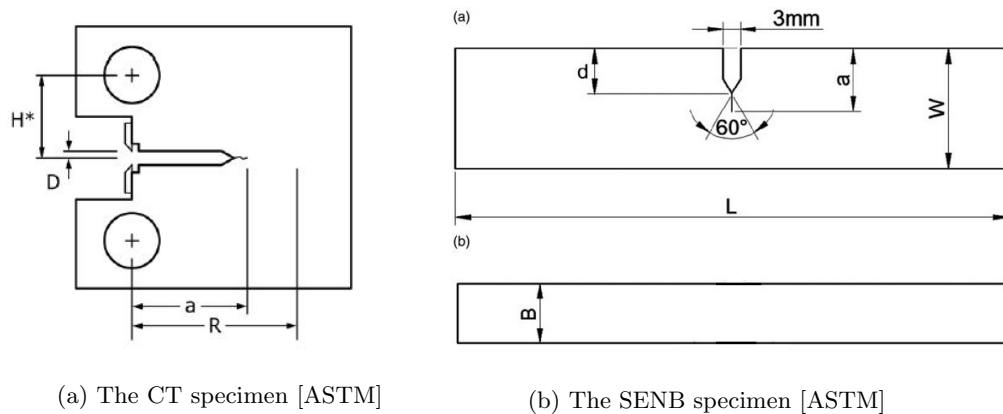 H*
D
a
R
(a)
3mm
d
a
W
60°
L
(b)
B
(a) The CT specimen [ASTM]
(b) The SENB specimen [ASTM]